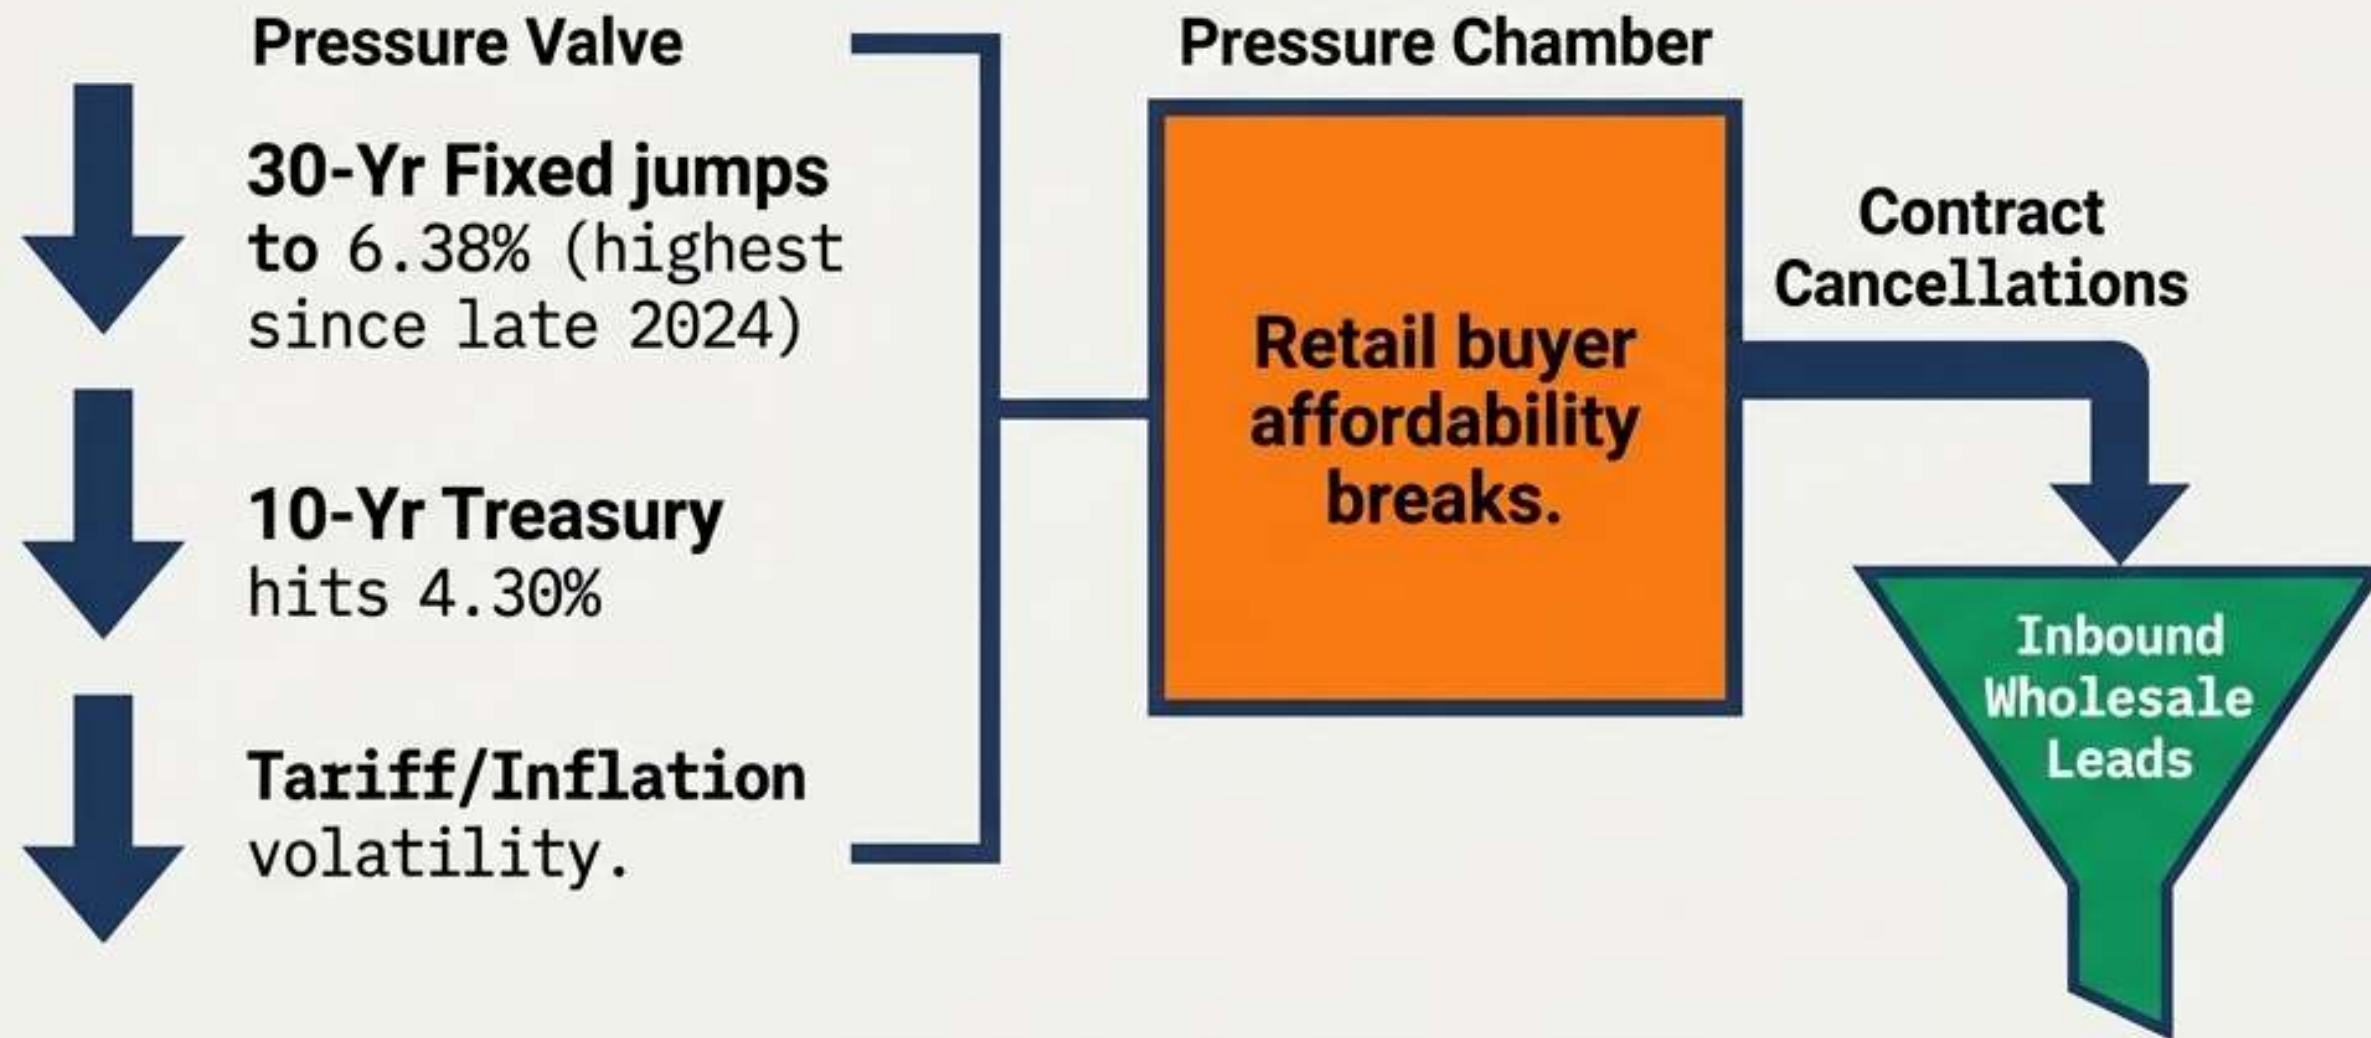 Pressure Valve
30-Yr Fixed jumps
to 6.38% (highest
since late 2024)
10-Yr Treasury
hits 4.30%
Tariff/Inflation
volatility.
Pressure Chamber
Retail buyer
affordability
breaks.
Contract
Cancellations
Inbound
Wholesale
Leads